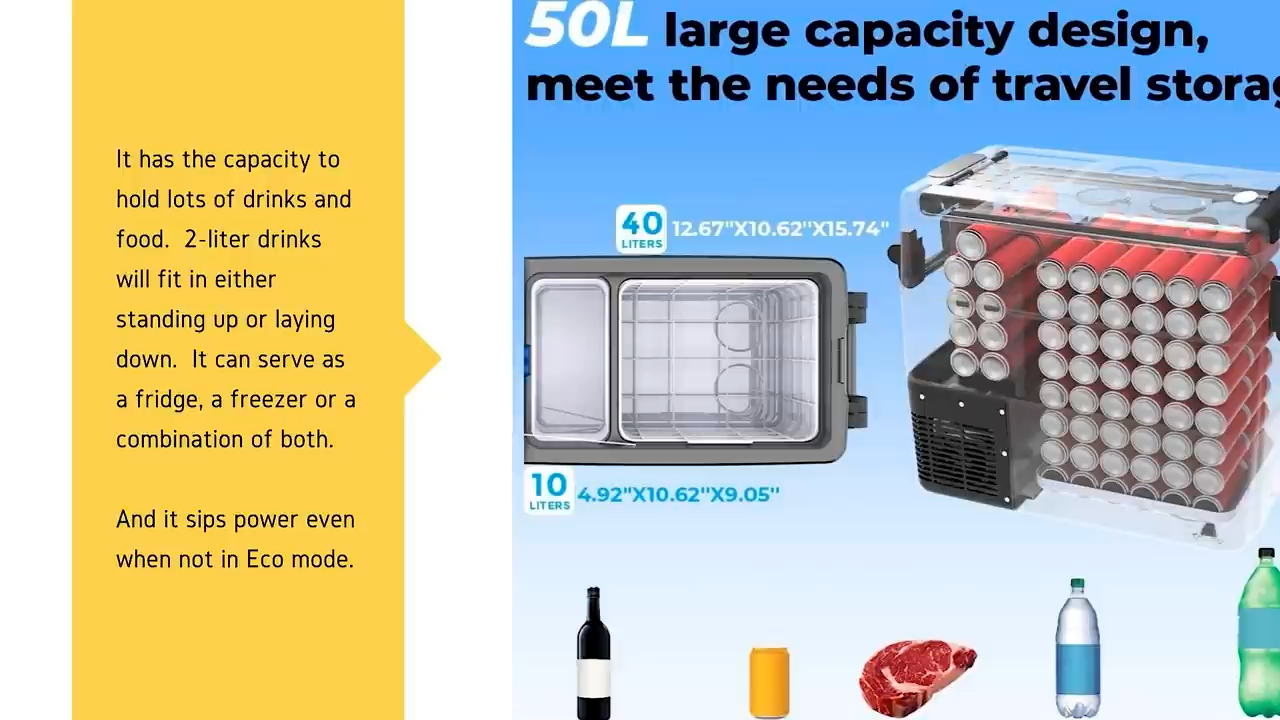 It has the capacity to
hold lots of drinks and
food.  2-liter drinks
will fit in either
standing up or laying
down.  It can serve as
a fridge, a freezer or a
combination of both.
And it sips power even
when not in Eco mode.
50L large capacity design,
meet the needs of travel
40 LITERS 12.67"X10.62"X15.74"
10 LITERS 4.92"X10.62"X9.05"